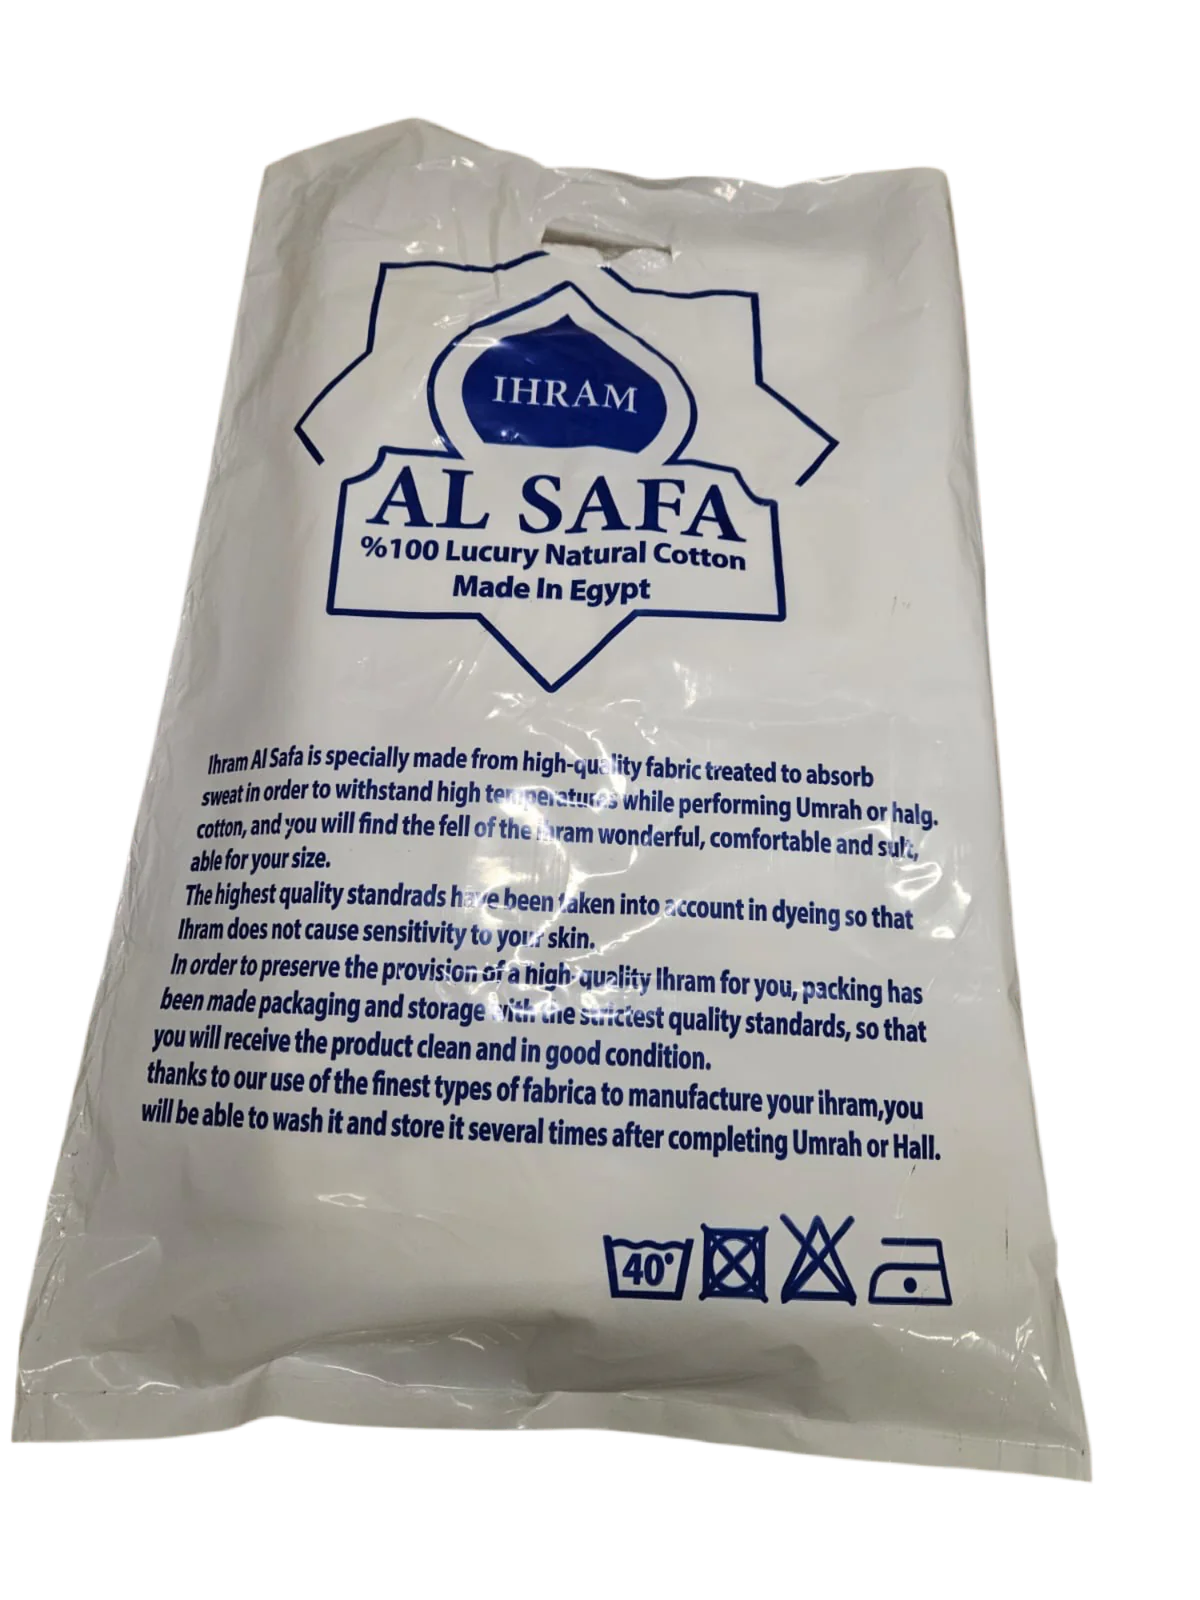 IHRAM
AL SAFA
%100 Lucury Natural Cotton
Made In Egypt
Ihram Al Safa is specially made from high-quality fabric treated to absorb
sweat in order to withstand high temperatures while performing Umrah or halg.
cotton, and you will find the fell of the ihram wonderful, comfortable and sult,
able for your size.
The highest quality standrads have been taken into account in dyeing so that
Ihram does not cause sensitivity to your skin.
In order to preserve the provision of a high-quality Ihram for you, packing has
been made packaging and storage with the strictest quality standards, so that
you will receive the product clean and in good condition.
thanks to our use of the finest types of fabrica to manufacture your ihram,you
will be able to wash it and store it several times after completing Umrah or Hall.
40°